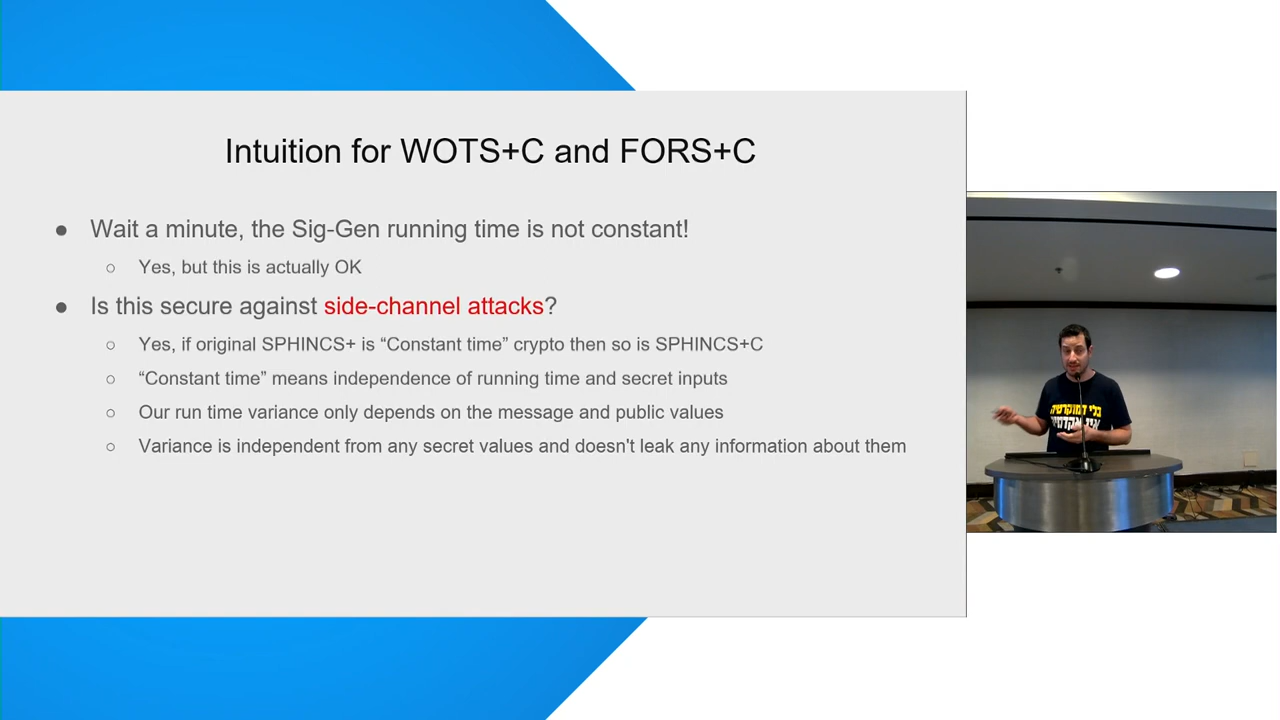 Intuition for WOTS+C and FORS+C
● Wait a minute, the Sig-Gen running time is not constant!
○ Yes, but this is actually OK
● Is this secure against side-channel attacks?
○ Yes, if original SPHINCS+ is “Constant time” crypto then so is SPHINCS+C
○ “Constant time” means independence of running time and secret inputs
○ Our run time variance only depends on the message and public values
○ Variance is independent from any secret values and doesn't leak any information about them
בלי דמוקרטיה
אין אקדמיה